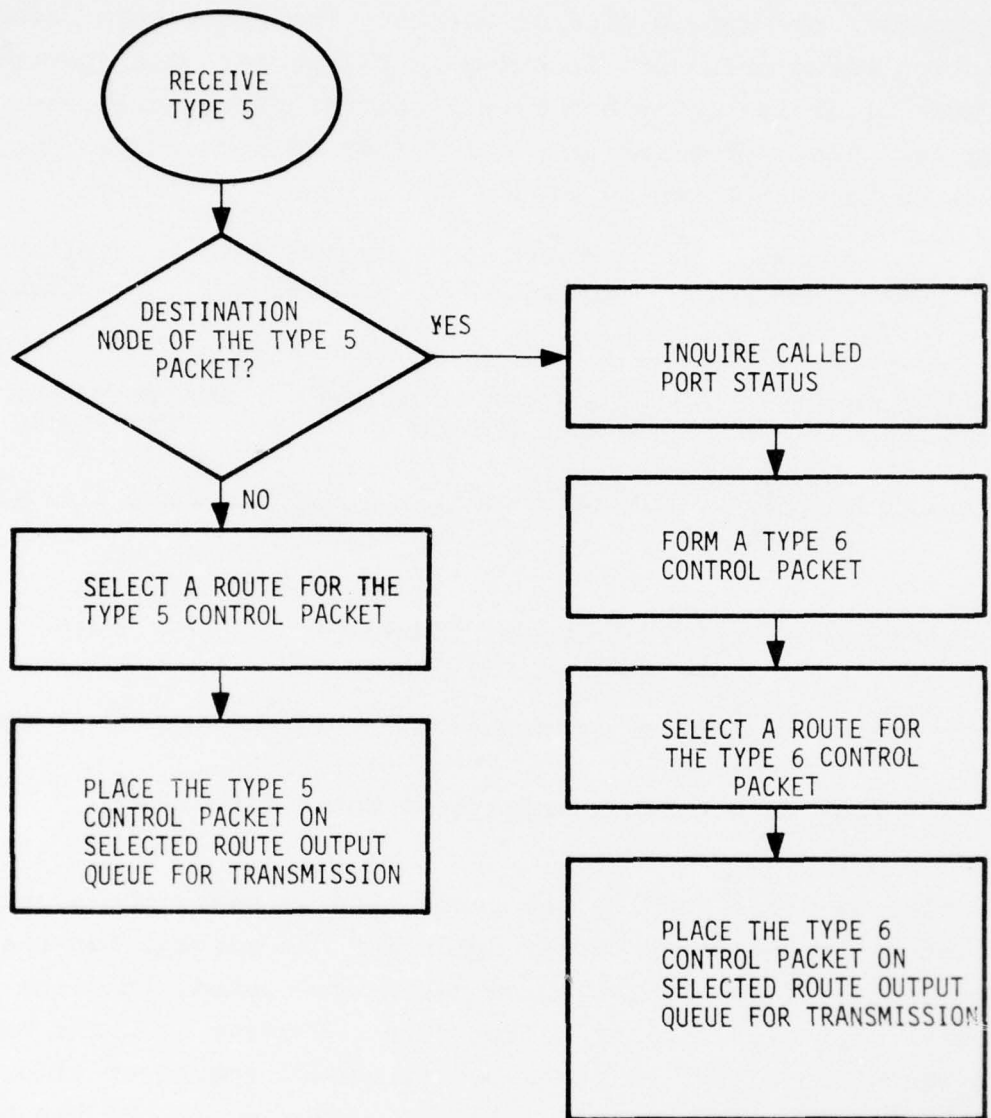 RECEIVE
TYPE 5
DESTINATION
NODE OF THE TYPE 5
PACKET?
YES
NO
SELECT A ROUTE FOR THE
TYPE 5 CONTROL PACKET
PLACE THE TYPE 5
CONTROL PACKET ON
SELECTED ROUTE OUTPUT
QUEUE FOR TRANSMISSION
INQUIRE CALLED
PORT STATUS
FORM A TYPE 6
CONTROL PACKET
SELECT A ROUTE FOR
THE TYPE 6 CONTROL
PACKET
PLACE THE TYPE 6
CONTROL PACKET ON
SELECTED ROUTE OUTPUT
QUEUE FOR TRANSMISSION